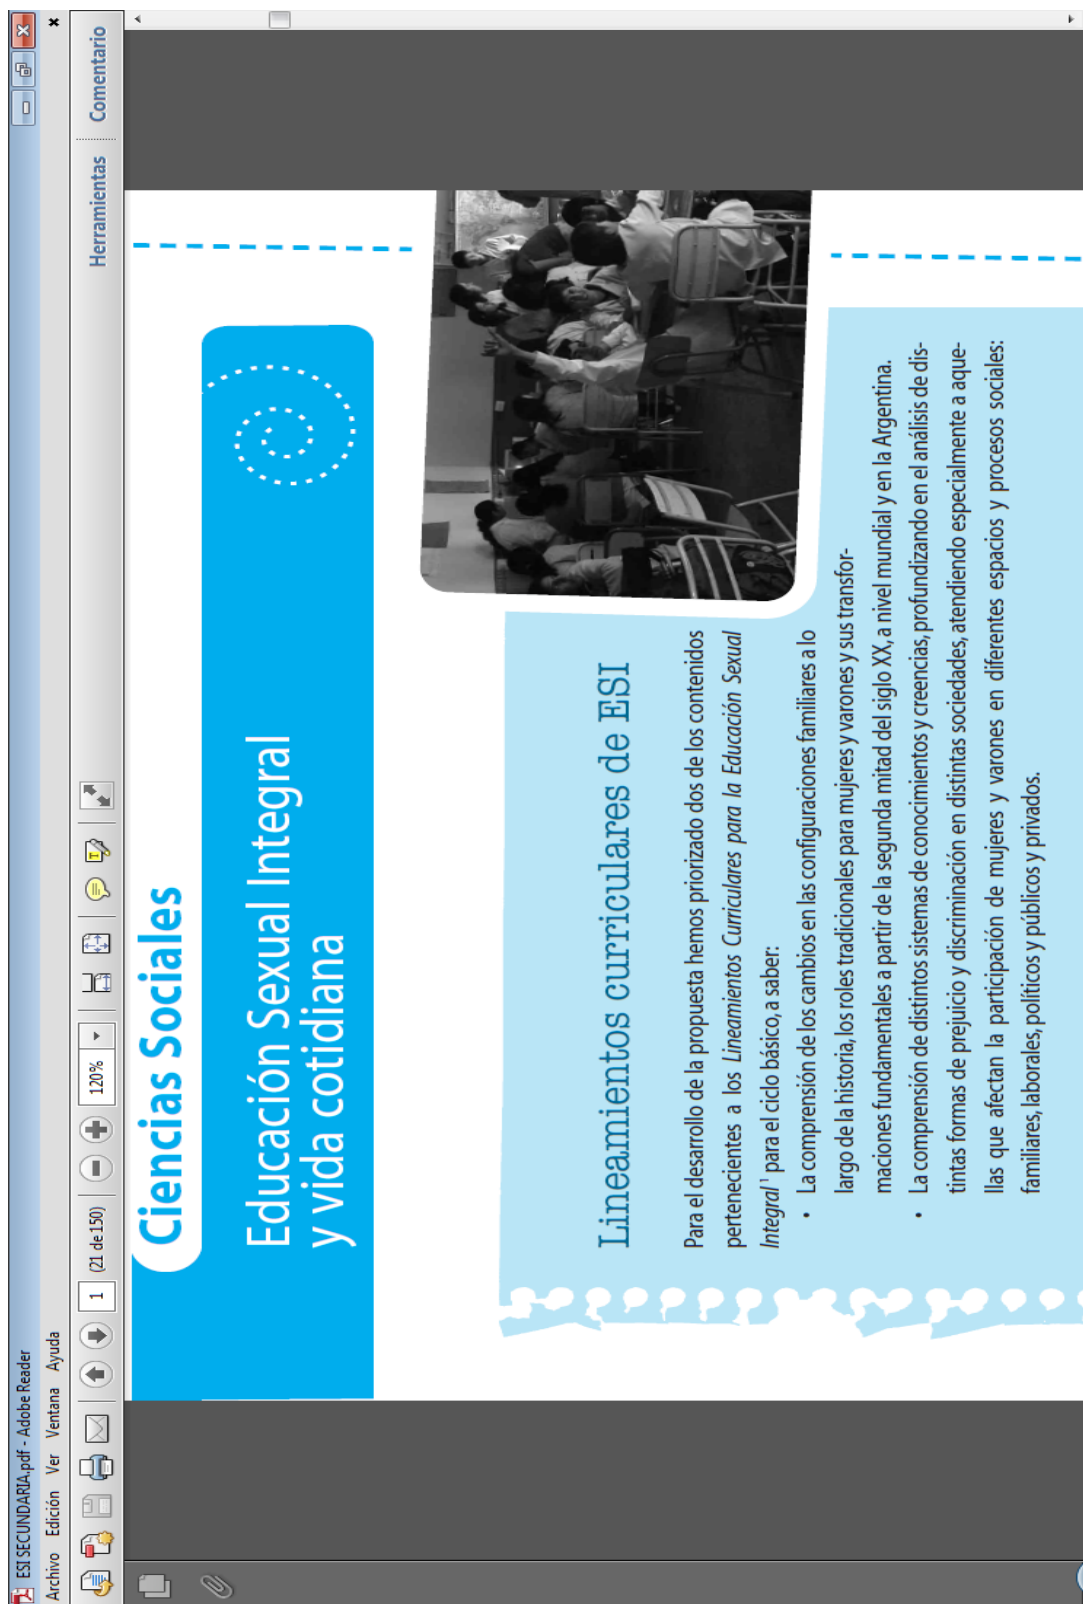 ESI SECUNDARIA.pdf - Adobe Reader
Archivo Edición Ver Ventana Ayuda
1 (21 de 150) 120% Herramientas Comentario
Ciencias Sociales
Educación Sexual Integral
y vida cotidiana
Lineamientos curriculares de ESI
Para el desarrollo de la propuesta hemos priorizado dos de los contenidos
pertenecientes a los Lineamientos Curriculares para la Educación Sexual
Integral¹ para el ciclo básico, a saber:
• La comprensión de los cambios en las configuraciones familiares a lo
largo de la historia, los roles tradicionales para mujeres y varones y sus transfor-
maciones fundamentales a partir de la segunda mitad del siglo XX, a nivel mundial y en la Argentina.
• La comprensión de distintos sistemas de conocimientos y creencias, profundizando en el análisis de dis-
tintas formas de prejuicio y discriminación en distintas sociedades, atendiendo especialmente a aque-
llas que afectan la participación de mujeres y varones en diferentes espacios y procesos sociales:
familiares, laborales, políticos y públicos y privados.